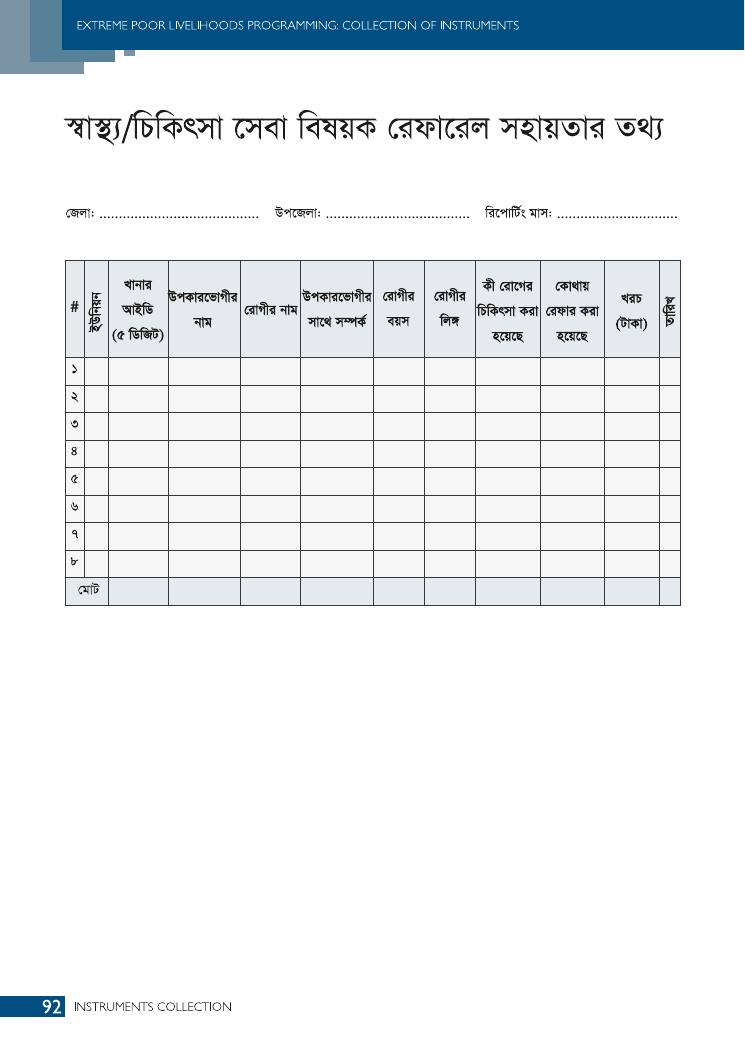 EXTREME POOR LIVELIHOODS PROGRAMMING: COLLECTION OF INSTRUMENTS
স্বাস্থ্য/চিকিৎসা সেবা বিষয়ক রেফারেল সহায়তার তথ্য
জেলা: ......................................... উপজেলা: ..................................... রিপোর্টিং মাস: ...............................
# ইউনিয়ন খানার আইডি (৫ ডিজিট) উপকারভোগীর নাম রোগীর নাম উপকারভোগীর সাথে সম্পর্ক রোগীর বয়স রোগীর লিঙ্গ কী রোগের চিকিৎসা করা হয়েছে কোথায় রেফার করা হয়েছে খরচ (টাকা) তারিখ
১
২
৩
৪
৫
৬
৭
৮
মোট
92 INSTRUMENTS COLLECTION